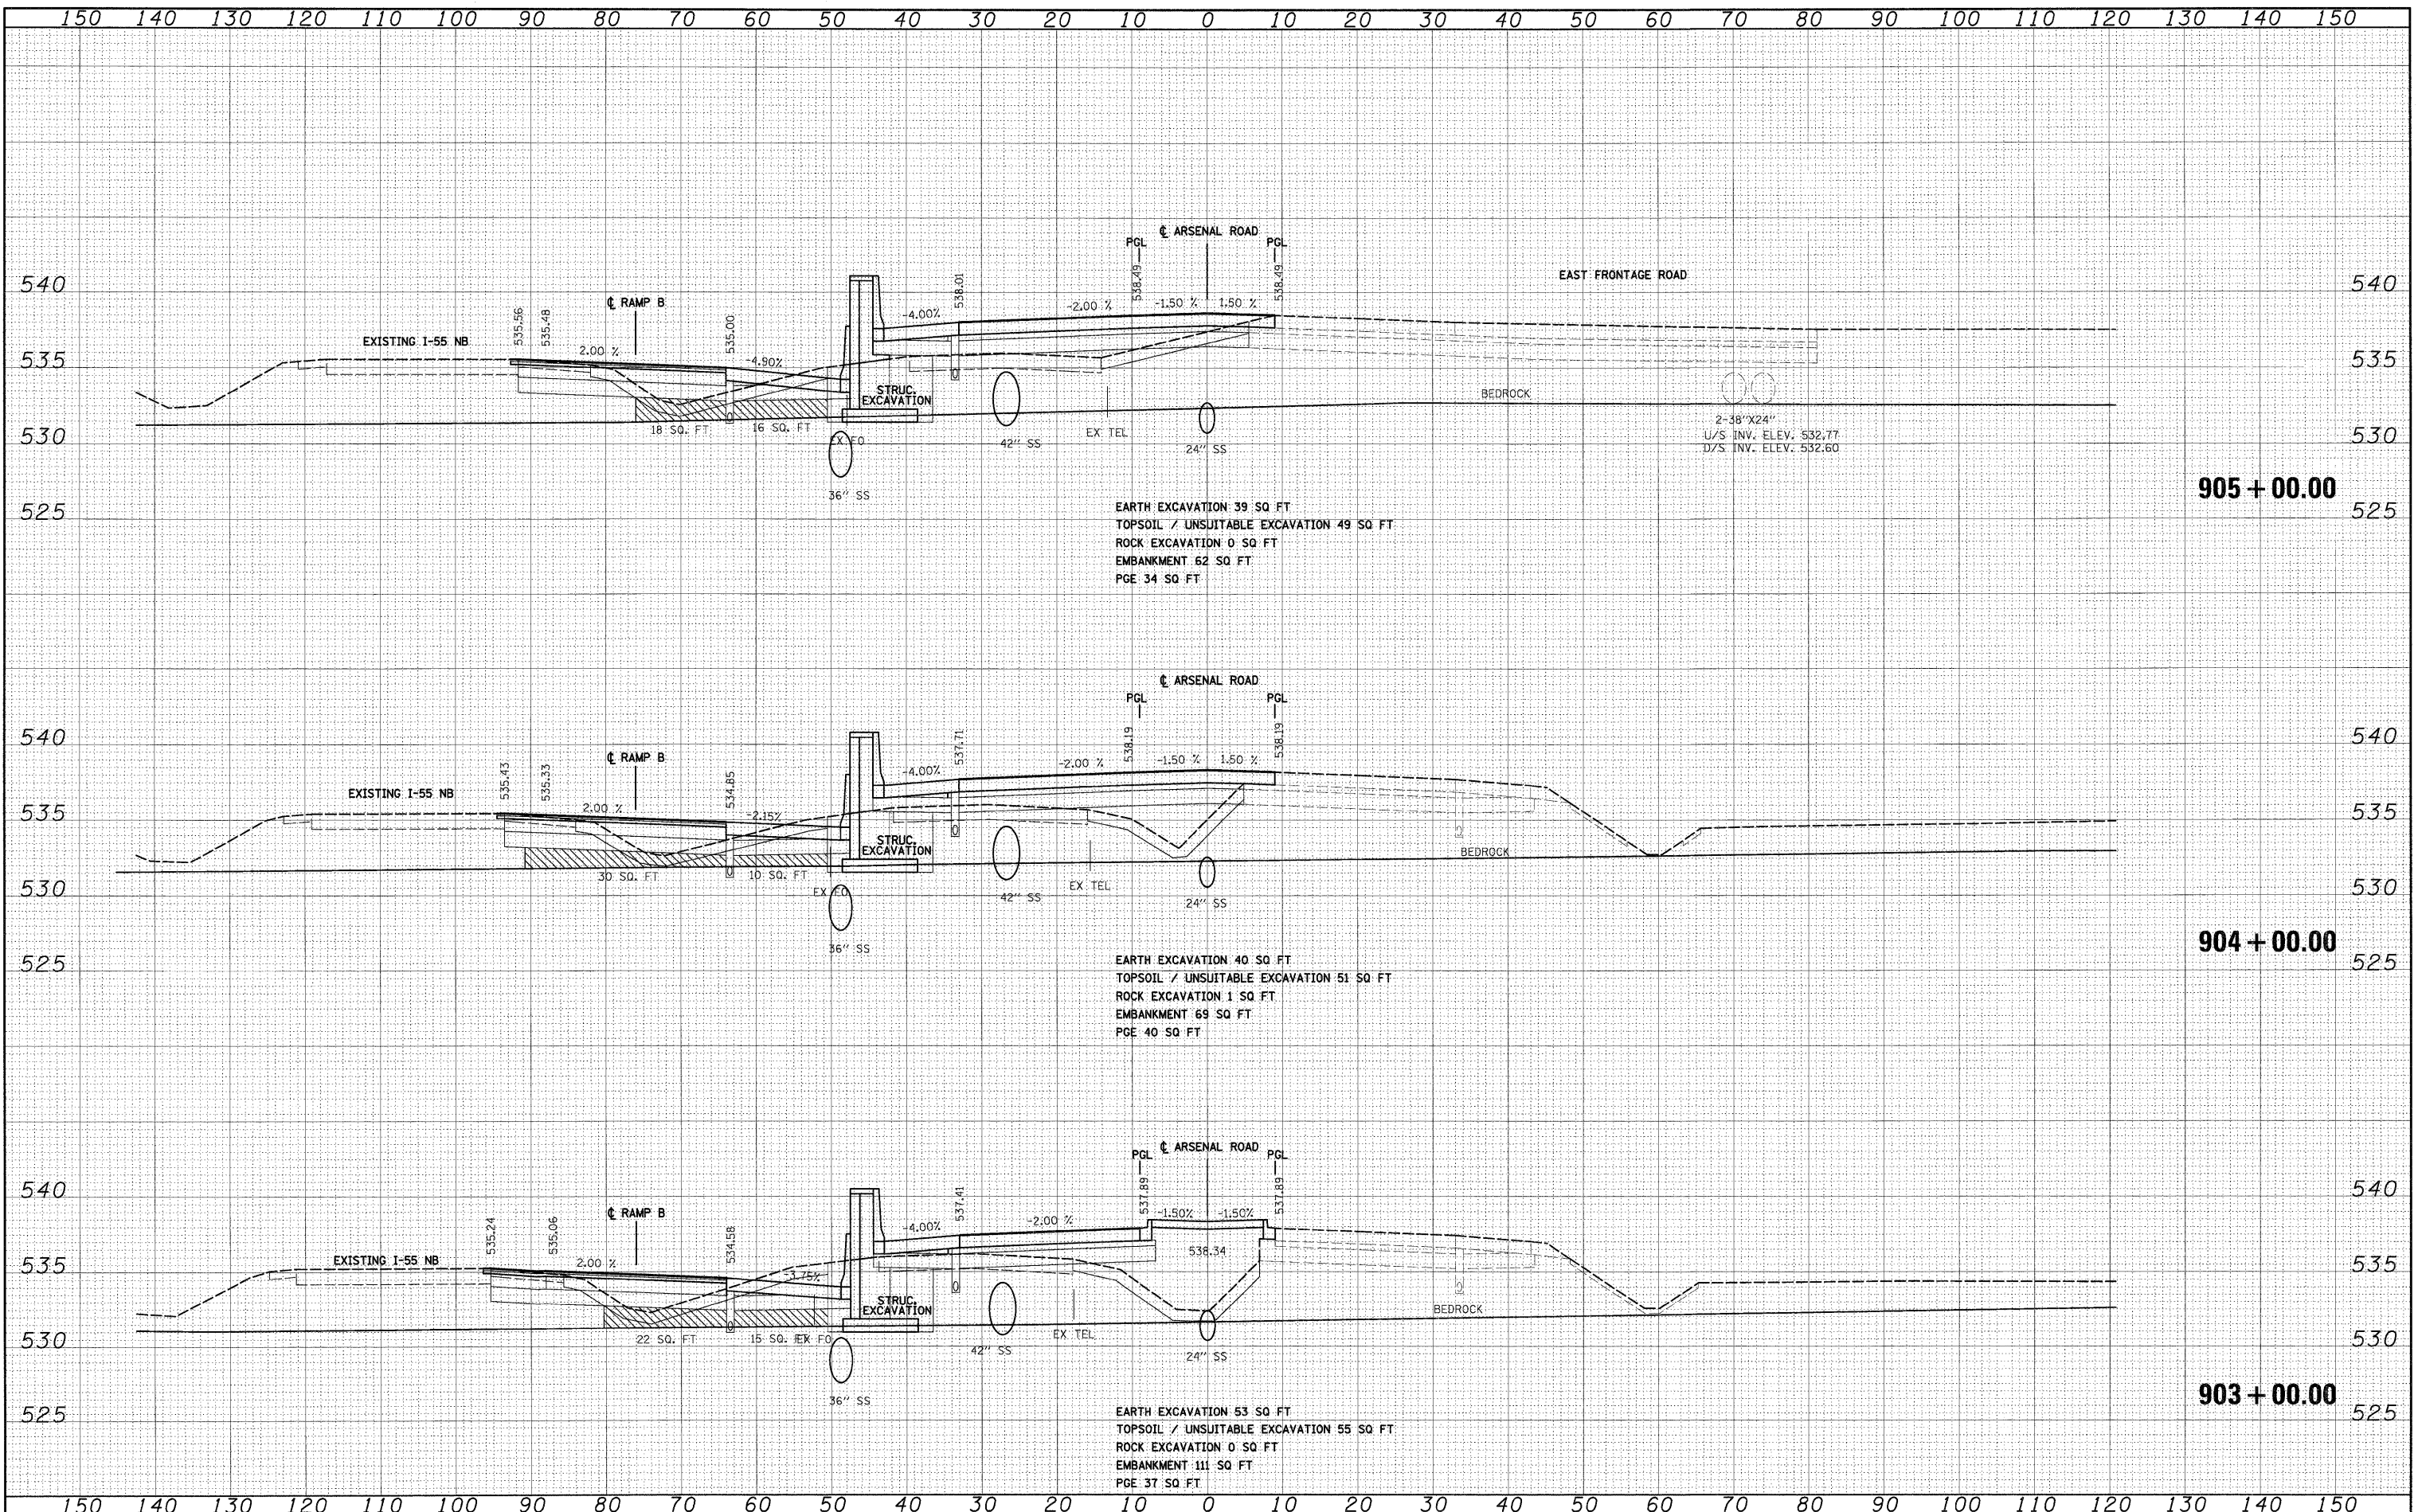 150 140 130 120 110 100 90 80 70 60 50 40 30 20 10 0 10 20 30 40 50 60 70 80 90 100 110 120 130 140 150
℄ ARSENAL ROAD
PGL PGL
538.01 538.49 538.49
EAST FRONTAGE ROAD
540 540
℄ RAMP B
535.56 535.48 535.00
-4.00% -2.00 % -1.50 % 1.50 %
EXISTING I-55 NB
2.00 % -4.90%
535 535
STRUC.
EXCAVATION
BEDROCK
2-38"X24"
U/S INV. ELEV. 532.77
D/S INV. ELEV. 532.60
18 SQ. FT 16 SQ. FT
EX FO
42" SS
EX TEL
24" SS
530 530
36" SS
905+00.00
525 525
EARTH EXCAVATION 39 SQ FT
TOPSOIL / UNSUITABLE EXCAVATION 49 SQ FT
ROCK EXCAVATION 0 SQ FT
EMBANKMENT 62 SQ FT
PGE 34 SQ FT
℄ ARSENAL ROAD
PGL PGL
537.71 538.19 538.19
540 540
℄ RAMP B
535.43 535.33 534.85
-4.00% -2.00 % -1.50 % 1.50 %
EXISTING I-55 NB
2.00 % -2.15%
535 535
STRUC.
EXCAVATION
BEDROCK
30 SQ. FT 10 SQ. FT
EX FO
42" SS
EX TEL
24" SS
530 530
36" SS
904+00.00
525 525
EARTH EXCAVATION 40 SQ FT
TOPSOIL / UNSUITABLE EXCAVATION 51 SQ FT
ROCK EXCAVATION 1 SQ FT
EMBANKMENT 69 SQ FT
PGE 40 SQ FT
℄ ARSENAL ROAD
PGL PGL
537.41 537.89 537.89
540 540
℄ RAMP B
535.24 535.06 534.58
-4.00% -2.00 % -1.50% -1.50%
538.34
EXISTING I-55 NB
2.00 % -3.75%
535 535
STRUC.
EXCAVATION
BEDROCK
22 SQ. FT 15 SQ. FT
EX FO
42" SS
EX TEL
24" SS
530 530
36" SS
903+00.00
525 525
EARTH EXCAVATION 53 SQ FT
TOPSOIL / UNSUITABLE EXCAVATION 55 SQ FT
ROCK EXCAVATION 0 SQ FT
EMBANKMENT 111 SQ FT
PGE 37 SQ FT
150 140 130 120 110 100 90 80 70 60 50 40 30 20 10 0 10 20 30 40 50 60 70 80 90 100 110 120 130 140 150